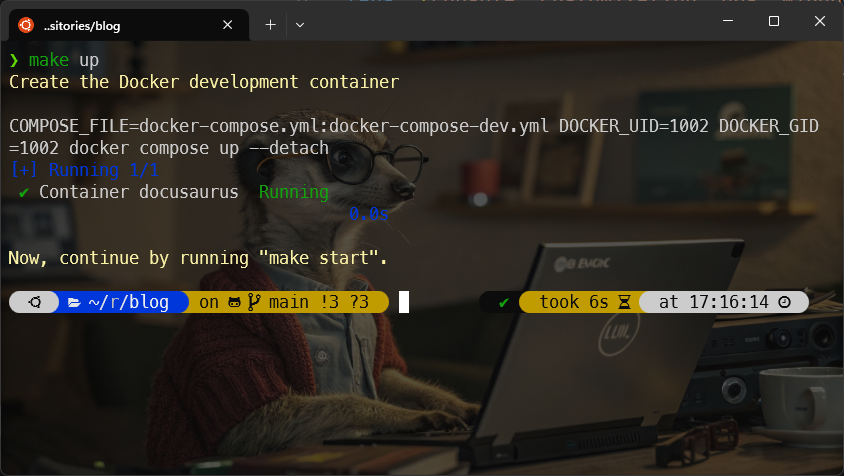 ..sitories/blog
❯ make up
Create the Docker development container
COMPOSE_FILE=docker-compose.yml:docker-compose-dev.yml DOCKER_UID=1002 DOCKER_GID
=1002 docker compose up --detach
[+] Running 1/1
✔ Container docusaurus Running
0.0s
Now, continue by running "make start".
~/r/blog on main !3 ?3 ✔ took 6s at 17:16:14